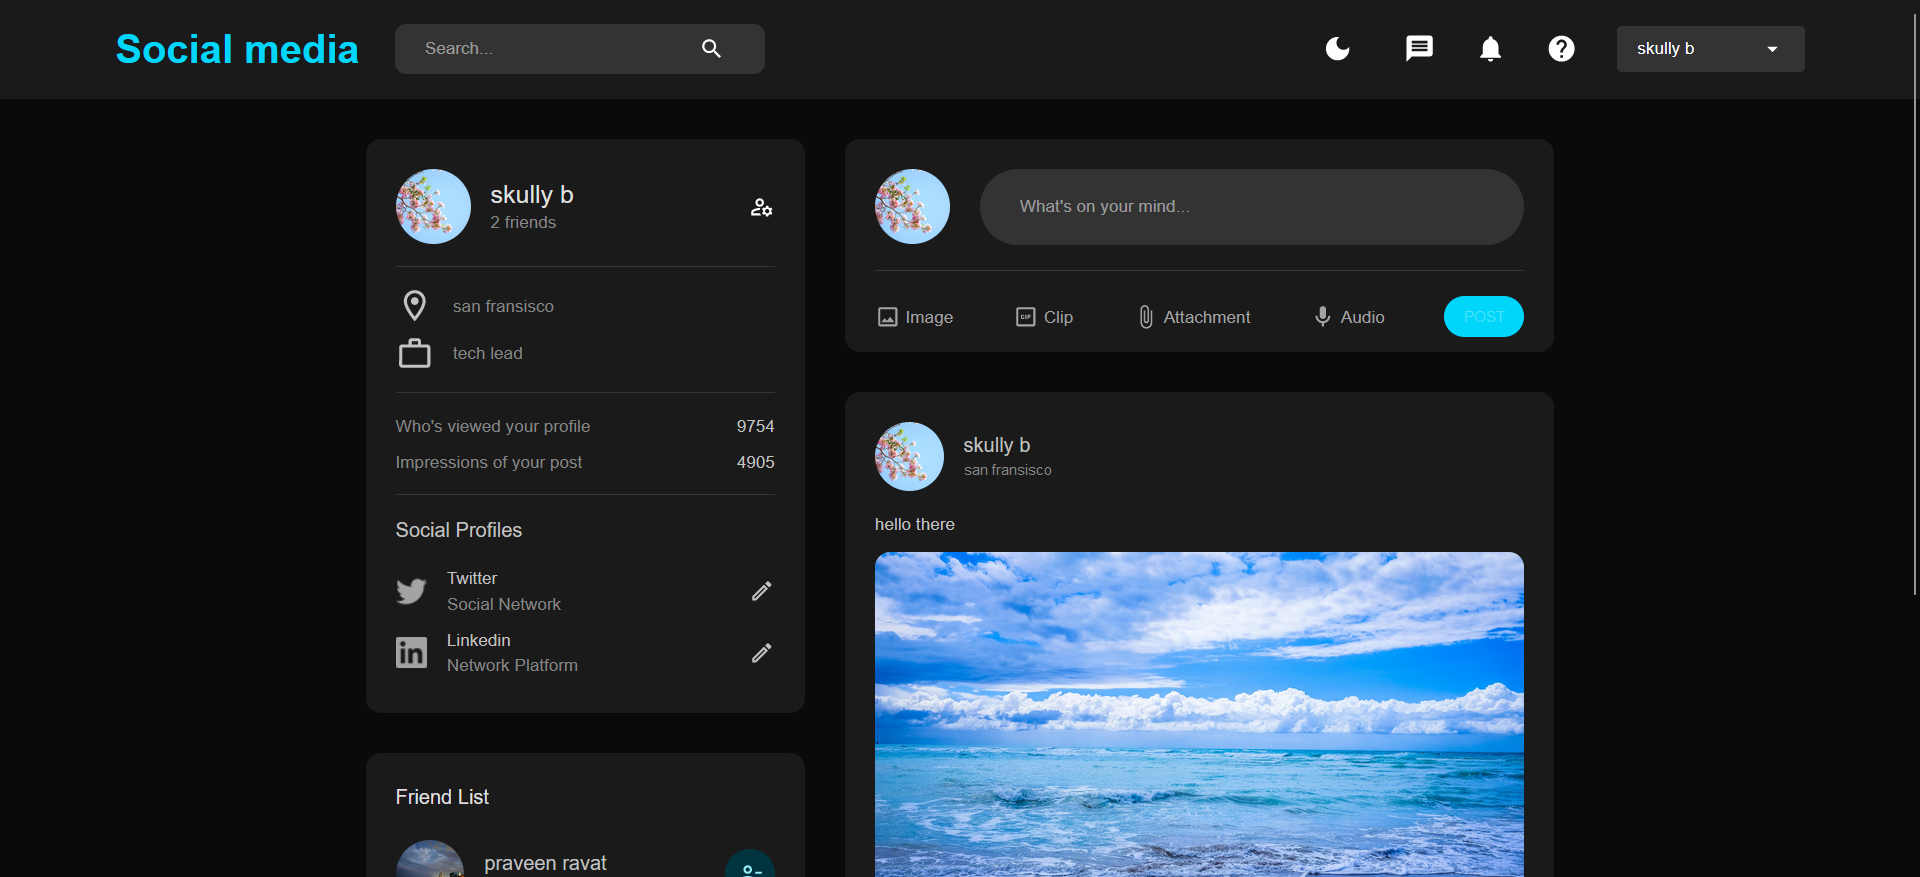 Social media
Search...
skully b
skully b
2 friends
san fransisco
tech lead
Who's viewed your profile 9754
Impressions of your post 4905
Social Profiles
Twitter
Social Network
Linkedin
Network Platform
Friend List
praveen ravat
What's on your mind...
Image GIF Clip Attachment Audio POST
skully b
san fransisco
hello there